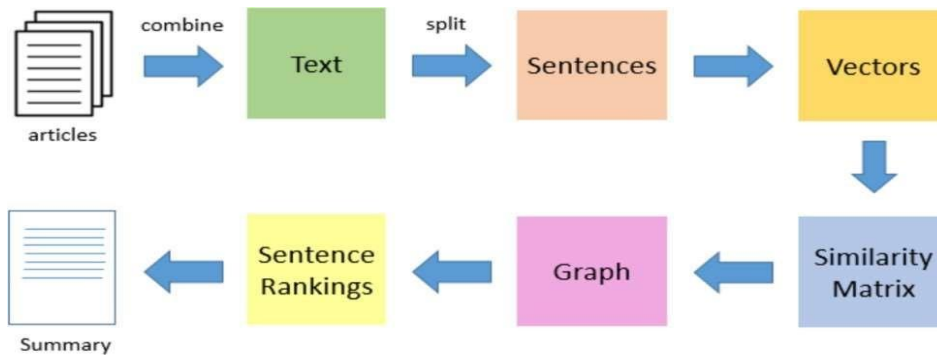 combine
split
Text
Sentences
Vectors
articles
Similarity
Matrix
Graph
Sentence
Rankings
Summary